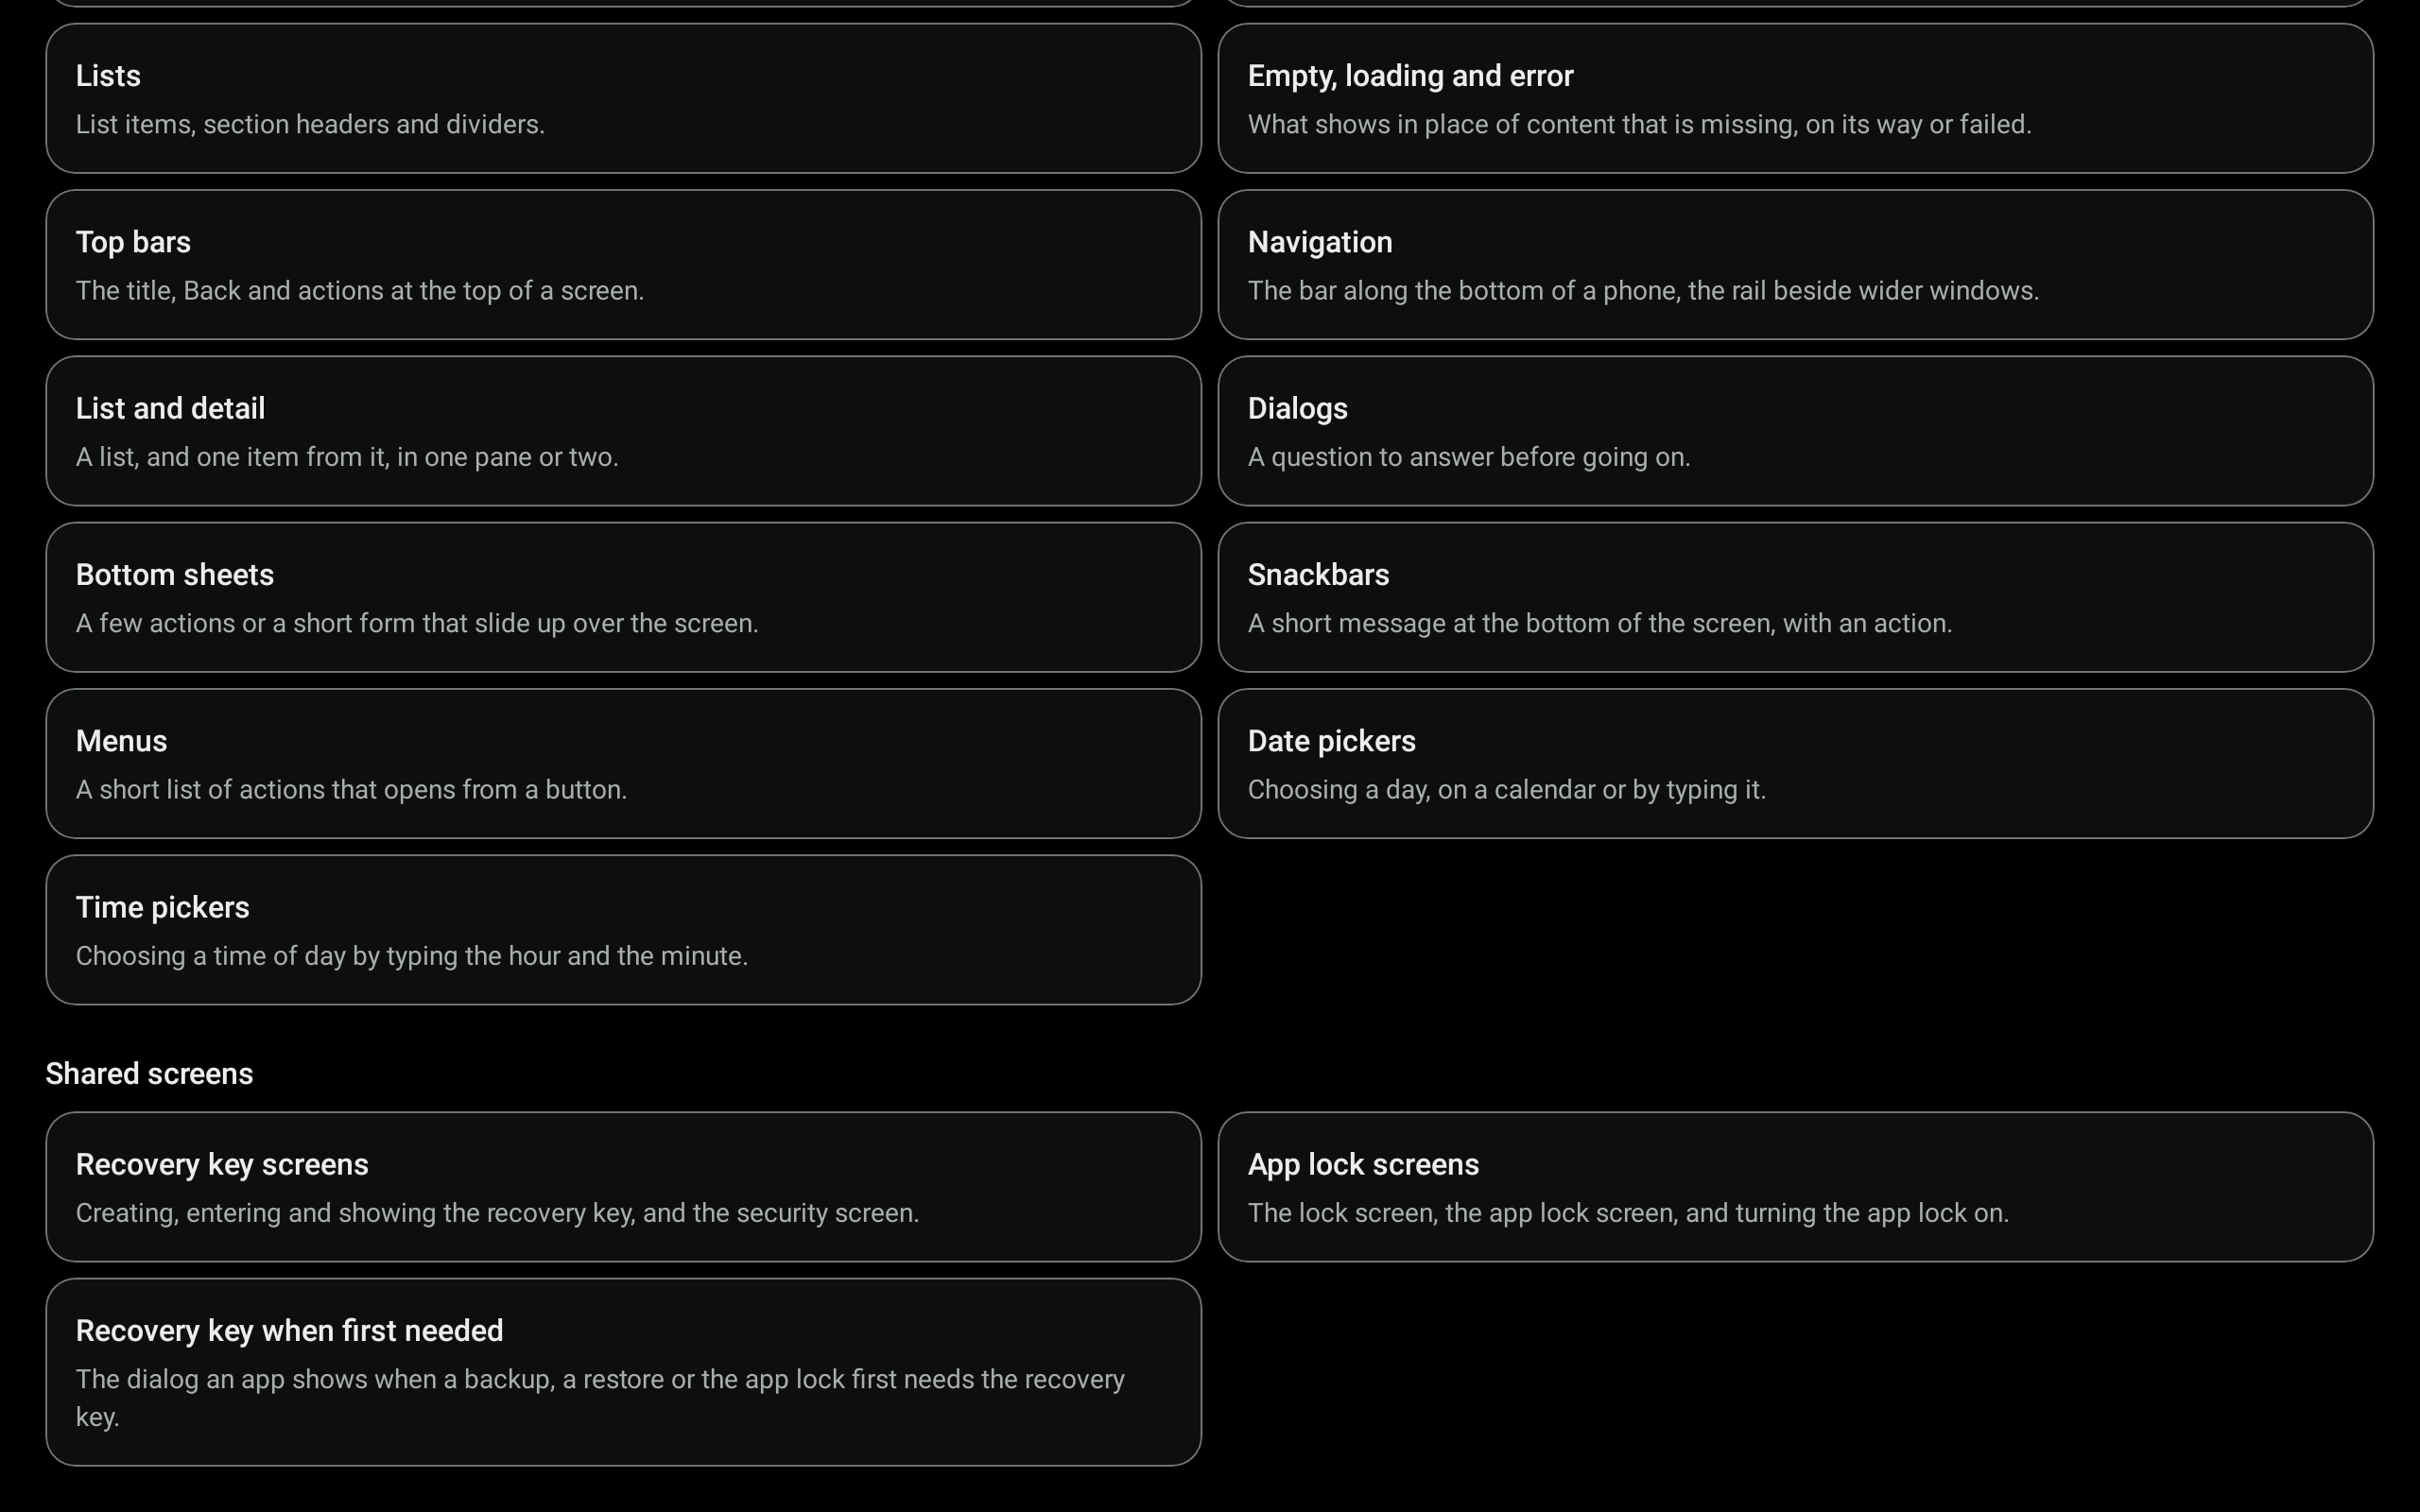 Lists
List items, section headers and dividers.
Empty, loading and error
What shows in place of content that is missing, on its way or failed.
Top bars
The title, Back and actions at the top of a screen.
Navigation
The bar along the bottom of a phone, the rail beside wider windows.
List and detail
A list, and one item from it, in one pane or two.
Dialogs
A question to answer before going on.
Bottom sheets
A few actions or a short form that slide up over the screen.
Snackbars
A short message at the bottom of the screen, with an action.
Menus
A short list of actions that opens from a button.
Date pickers
Choosing a day, on a calendar or by typing it.
Time pickers
Choosing a time of day by typing the hour and the minute.
Shared screens
Recovery key screens
Creating, entering and showing the recovery key, and the security screen.
App lock screens
The lock screen, the app lock screen, and turning the app lock on.
Recovery key when first needed
The dialog an app shows when a backup, a restore or the app lock first needs the recovery
key.